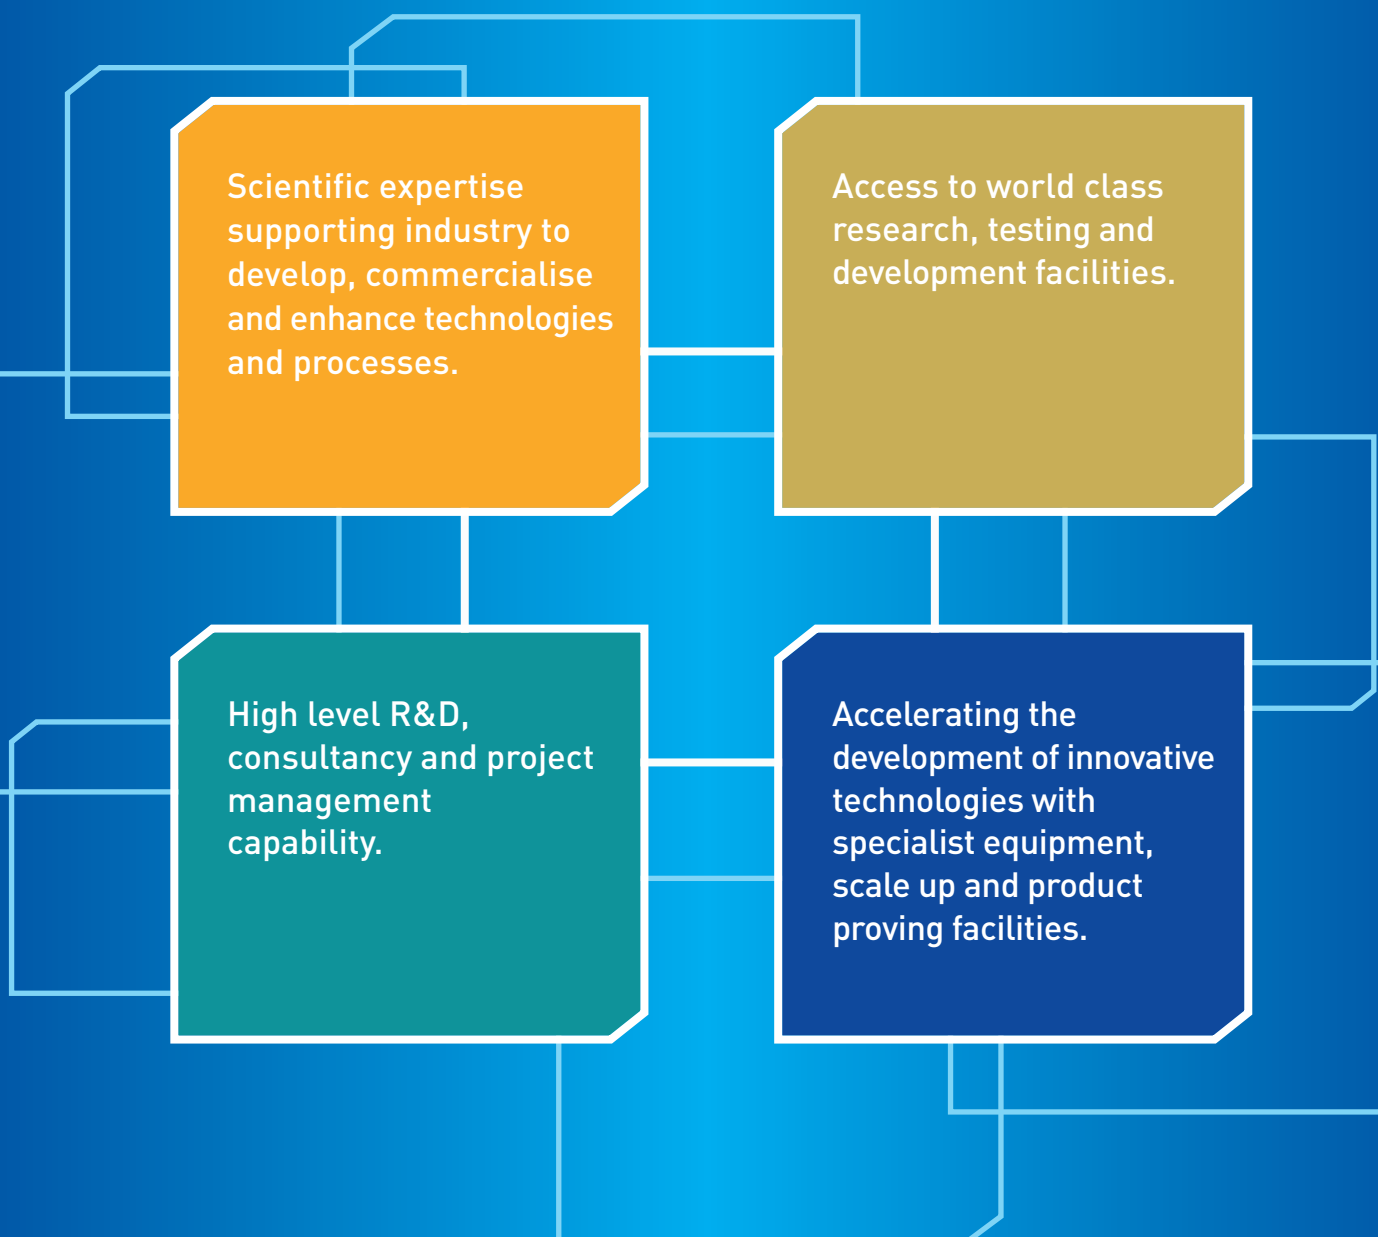 Scientific expertise
supporting industry to
develop, commercialise
and enhance technologies
and processes.
Access to world class
research, testing and
development facilities.
High level R&D,
consultancy and project
management
capability.
Accelerating the
development of innovative
technologies with
specialist equipment,
scale up and product
proving facilities.